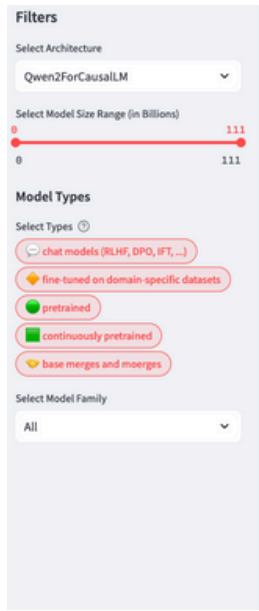 Filters
Select Architecture
Qwen2ForCausalLM
Select Model Size Range (in Billions)
0 111
0 111
Model Types
Select Types
chat models (RLHF, DPO, IFT, ...)
fine-tuned on domain-specific datasets
pretrained
continuously pretrained
base merges and moerges
Select Model Family
All